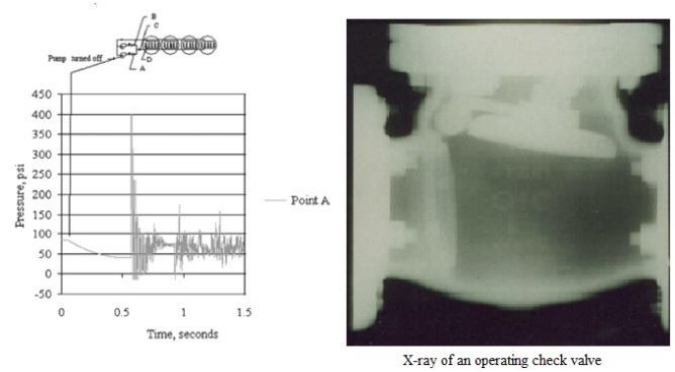 B
C
Pump turned off
D
A
450
400
350
300
250
200
150
100
50
0
-50
Pressure, psi
Point A
0
0.5
1
1.5
Time, seconds
X-ray of an operating check valve